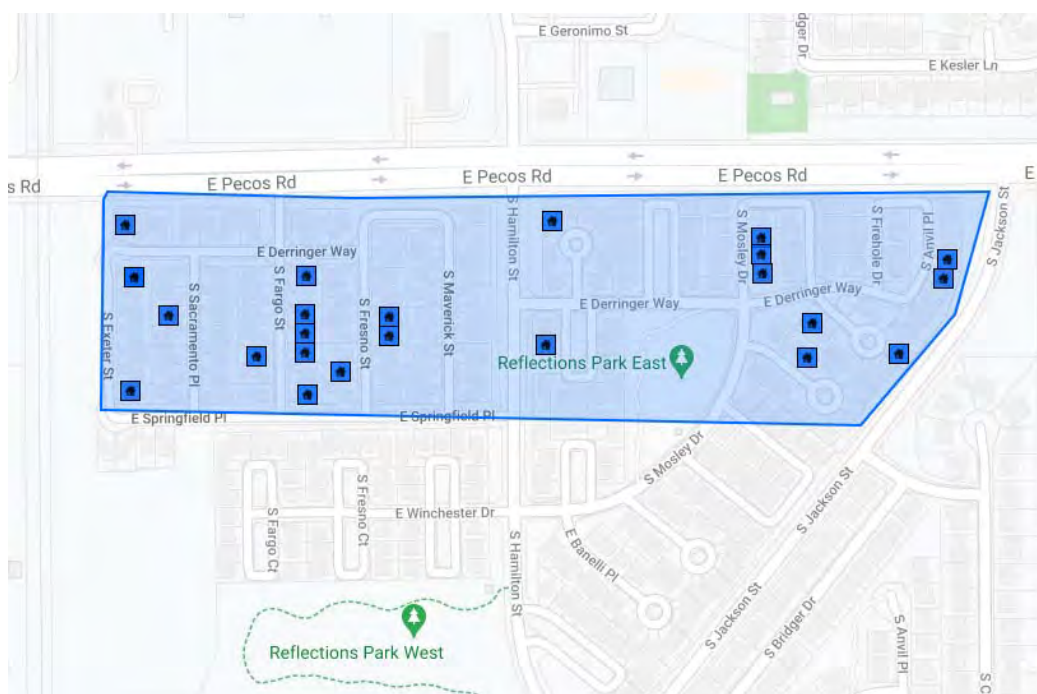 E Geronimo St
dger Dr
E Kesler Ln
s Rd
E Pecos Rd
E Pecos Rd
E Pecos Rd
E
S Hamilton St
S Mosley Dr
S Firehole Dr
S Anvil Pl
S Jackson St
E Derringer Way
S Sacramento Pl
S Fargo St
S Fresno St
S Maverick St
S Exeter St
E Derringer Way
E Derringer Way
Reflections Park East
E Springfield Pl
E Springfield Pl
S Mosley Dr
S Jackson St
S Fargo Ct
S Fresno Ct
E Winchester Dr
S Hamilton St
E Banelli Pl
S Jackson St
S Bridger Dr
S Anvil Pl
S C
Reflections Park West